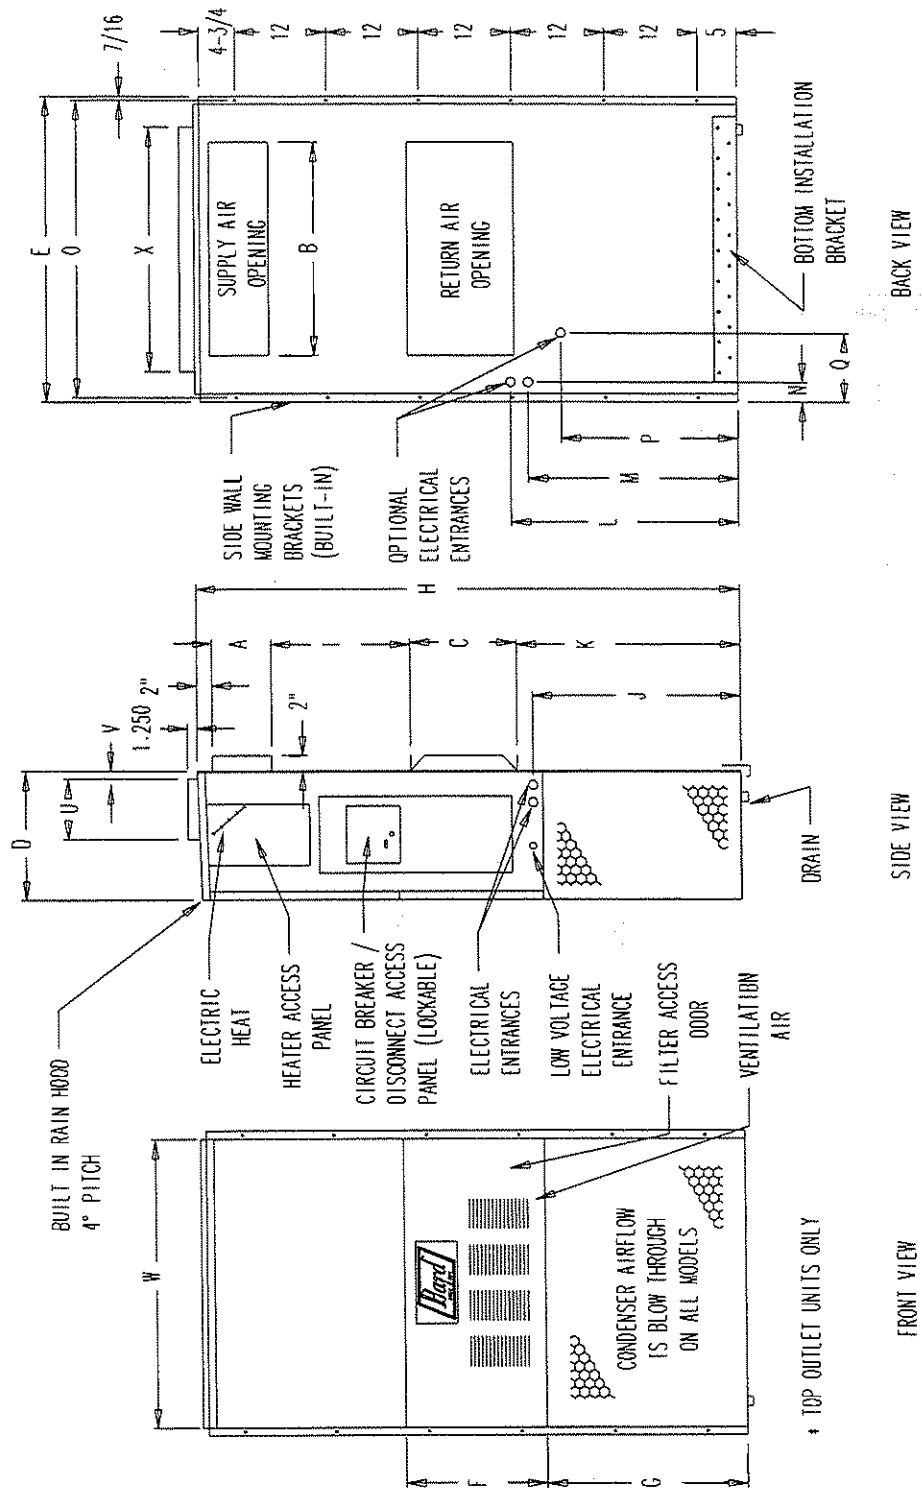 BUILT IN RAIN HOOD
4° PITCH
W
F
G
Bard
CONDENSER AIRFLOW
IS BLOW THROUGH
ON ALL MODELS
* TOP OUTLET UNITS ONLY
FRONT VIEW
D
U
V
1.250
2"
A
I
C
K
H
J
2"
ELECTRIC
HEAT
HEATER ACCESS
PANEL
CIRCUIT BREAKER /
DISCONNECT ACCESS
PANEL (LOCKABLE)
ELECTRICAL
ENTRANCES
LOW VOLTAGE
ELECTRICAL
ENTRANCE
FILTER ACCESS
DOOR
VENTILATION
AIR
DRAIN
SIDE VIEW
E
O
X
7/16
4-3/4
12
12
12
12
12
5
SUPPLY AIR
OPENING
B
RETURN AIR
OPENING
SIDE WALL
MOUNTING
BRACKETS
(BUILT-IN)
OPTIONAL
ELECTRICAL
ENTRANCES
L
M
P
N
Q
BOTTOM INSTALLATION
BRACKET
BACK VIEW